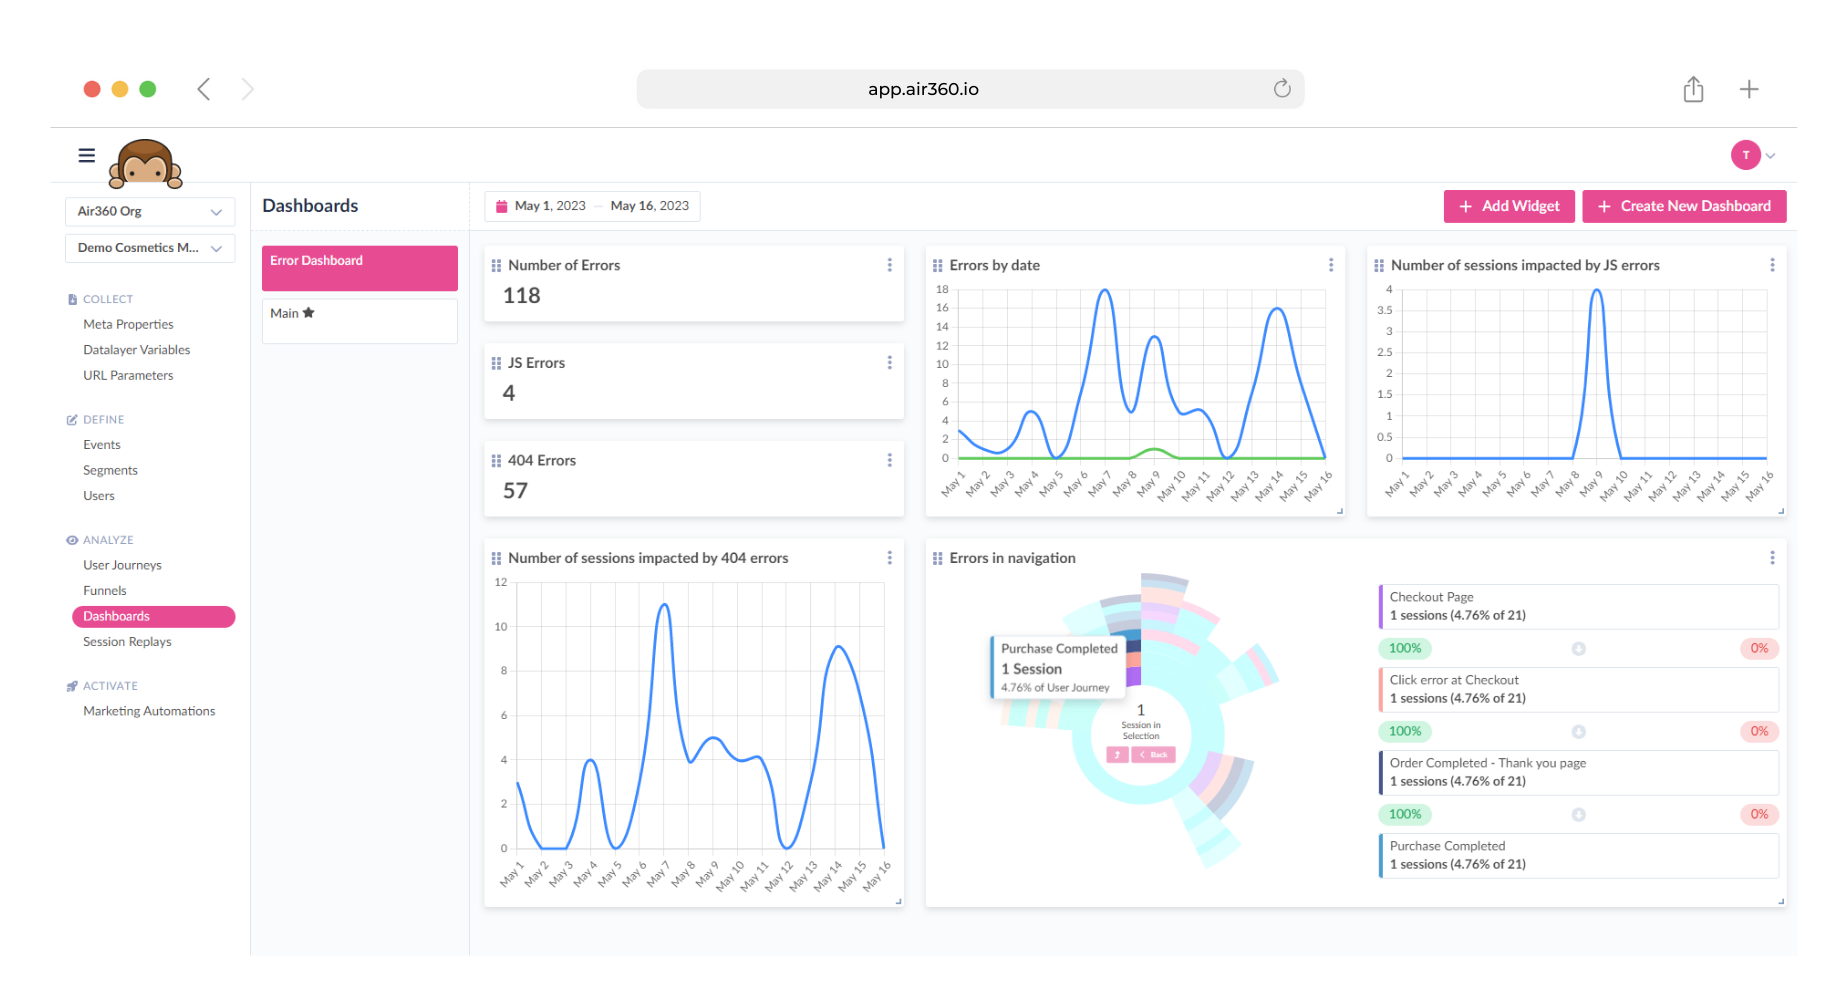 app.air360.io
T
Air360 Org
Demo Cosmetics M...
COLLECT
Meta Properties
Datalayer Variables
URL Parameters
DEFINE
Events
Segments
Users
ANALYZE
User Journeys
Funnels
Dashboards
Session Replays
ACTIVATE
Marketing Automations
Dashboards
Error Dashboard
Main
May 1, 2023 – May 16, 2023
+ Add Widget
+ Create New Dashboard
Number of Errors
118
JS Errors
4
404 Errors
57
Errors by date
18
16
14
12
10
8
6
4
2
0
May 1 May 2 May 3 May 4 May 5 May 6 May 7 May 8 May 9 May 10 May 11 May 12 May 13 May 14 May 15 May 16
Number of sessions impacted by JS errors
4
3.5
3
2.5
2
1.5
1
0.5
0
May 1 May 2 May 3 May 4 May 5 May 6 May 7 May 8 May 9 May 10 May 11 May 12 May 13 May 14 May 15 May 16
Number of sessions impacted by 404 errors
12
10
8
6
4
2
0
May 1 May 2 May 3 May 4 May 5 May 6 May 7 May 8 May 9 May 10 May 11 May 12 May 13 May 14 May 15 May 16
Errors in navigation
Purchase Completed
1 Session
4.76% of User Journey
1
Session in
Selection
Back
Checkout Page
1 sessions (4.76% of 21)
100% 0%
Click error at Checkout
1 sessions (4.76% of 21)
100% 0%
Order Completed - Thank you page
1 sessions (4.76% of 21)
100% 0%
Purchase Completed
1 sessions (4.76% of 21)